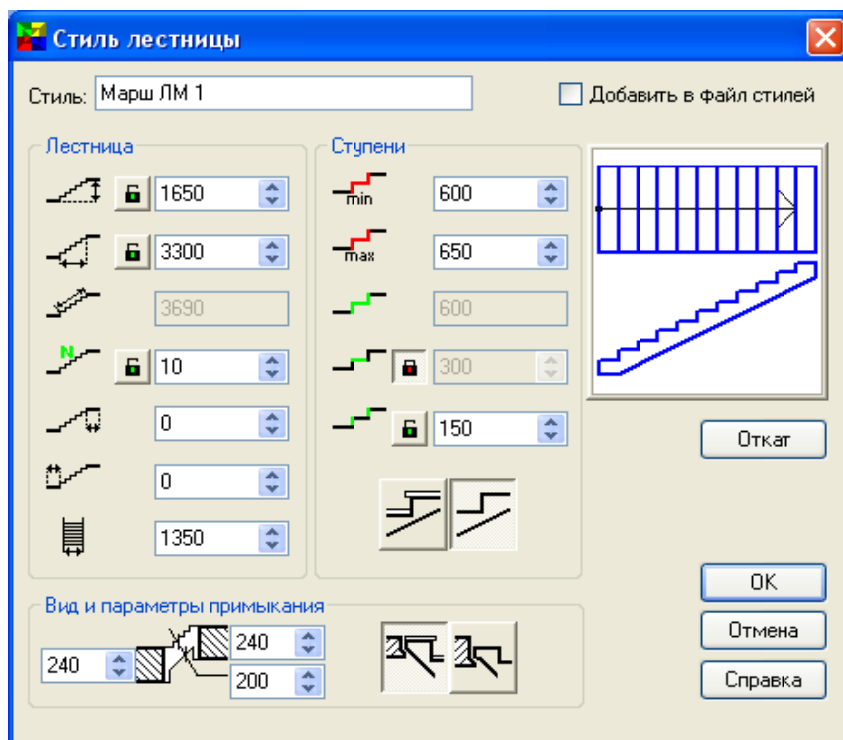 Стиль лестницы
Стиль: Марш ЛМ 1
Добавить в файл стилей
Лестница
1650
3300
3690
N 10
0
0
1350
Ступени
min 600
max 650
600
300
150
Откат
OK
Отмена
Справка
Вид и параметры примыкания
240
240
200